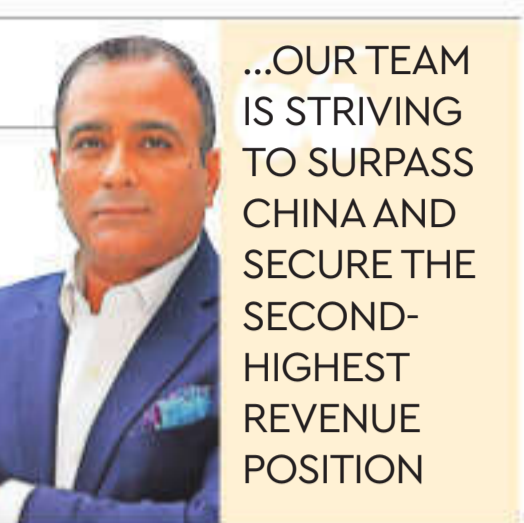 ...OUR TEAM
IS STRIVING
TO SURPASS
CHINA AND
SECURE THE
SECOND-
HIGHEST
REVENUE
POSITION